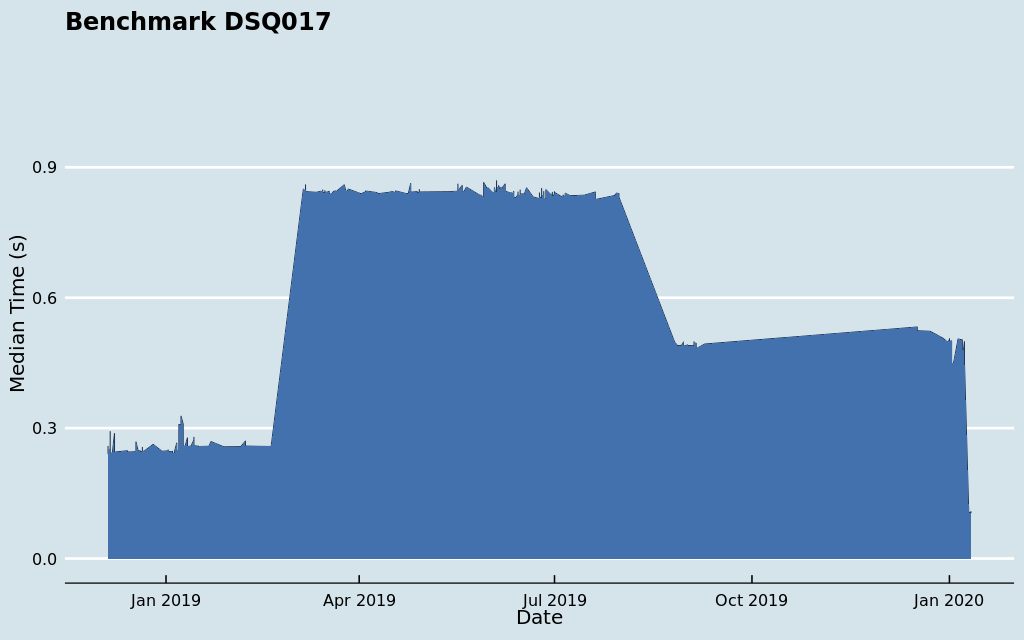 Benchmark DSQ017
0.9
0.6
0.3
0.0
Median Time (s)
Jan 2019 Apr 2019 Jul 2019 Oct 2019 Jan 2020
Date